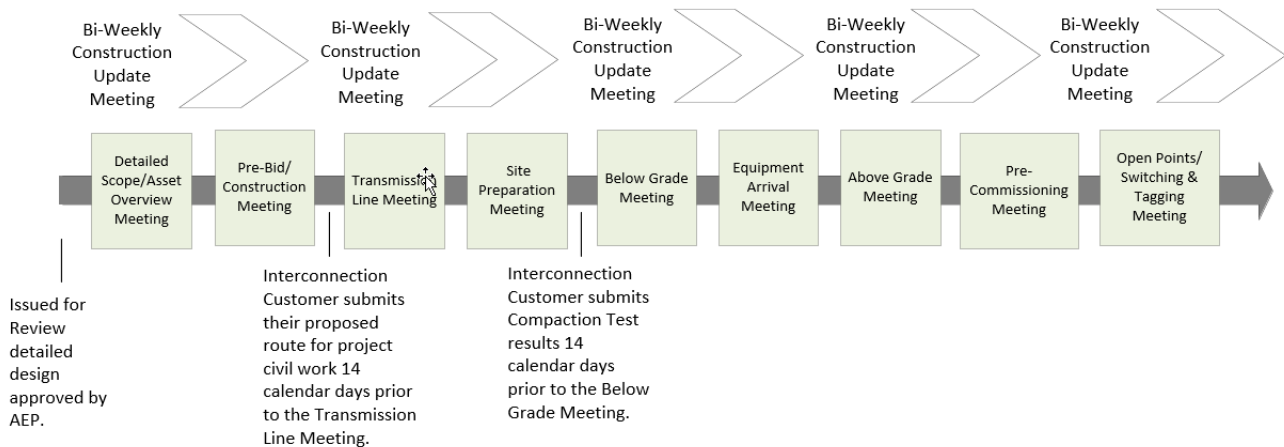 Bi-Weekly
Construction
Update
Meeting
Bi-Weekly
Construction
Update
Meeting
Bi-Weekly
Construction
Update
Meeting
Bi-Weekly
Construction
Update
Meeting
Bi-Weekly
Construction
Update
Meeting
Detailed
Scope/Asset
Overview
Meeting
Pre-Bid/
Construction
Meeting
Transmission
Line Meeting
Site
Preparation
Meeting
Below Grade
Meeting
Equipment
Arrival
Meeting
Above Grade
Meeting
Pre-
Commissioning
Meeting
Open Points/
Switching &
Tagging
Meeting
Issued for
Review
detailed
design
approved by
AEP.
Interconnection
Customer submits
their proposed
route for project
civil work 14
calendar days prior
to the Transmission
Line Meeting.
Interconnection
Customer submits
Compaction Test
results 14
calendar days
prior to the Below
Grade Meeting.